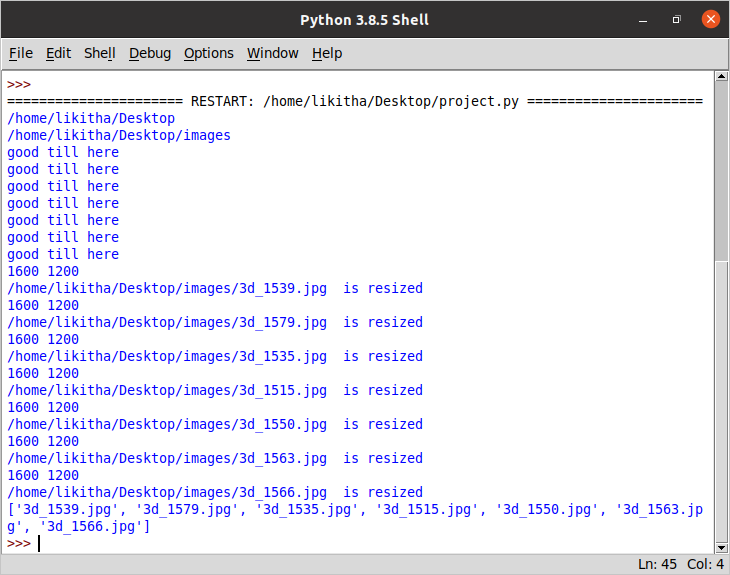 Python 3.8.5 Shell
File Edit Shell Debug Options Window Help
>>>
====================== RESTART: /home/likitha/Desktop/project.py ======================
/home/likitha/Desktop
/home/likitha/Desktop/images
good till here
good till here
good till here
good till here
good till here
good till here
good till here
1600 1200
/home/likitha/Desktop/images/3d_1539.jpg  is resized
1600 1200
/home/likitha/Desktop/images/3d_1579.jpg  is resized
1600 1200
/home/likitha/Desktop/images/3d_1535.jpg  is resized
1600 1200
/home/likitha/Desktop/images/3d_1515.jpg  is resized
1600 1200
/home/likitha/Desktop/images/3d_1550.jpg  is resized
1600 1200
/home/likitha/Desktop/images/3d_1563.jpg  is resized
1600 1200
/home/likitha/Desktop/images/3d_1566.jpg  is resized
['3d_1539.jpg', '3d_1579.jpg', '3d_1535.jpg', '3d_1515.jpg', '3d_1550.jpg', '3d_1563.jp
g', '3d_1566.jpg']
>>>
Ln: 45 Col: 4